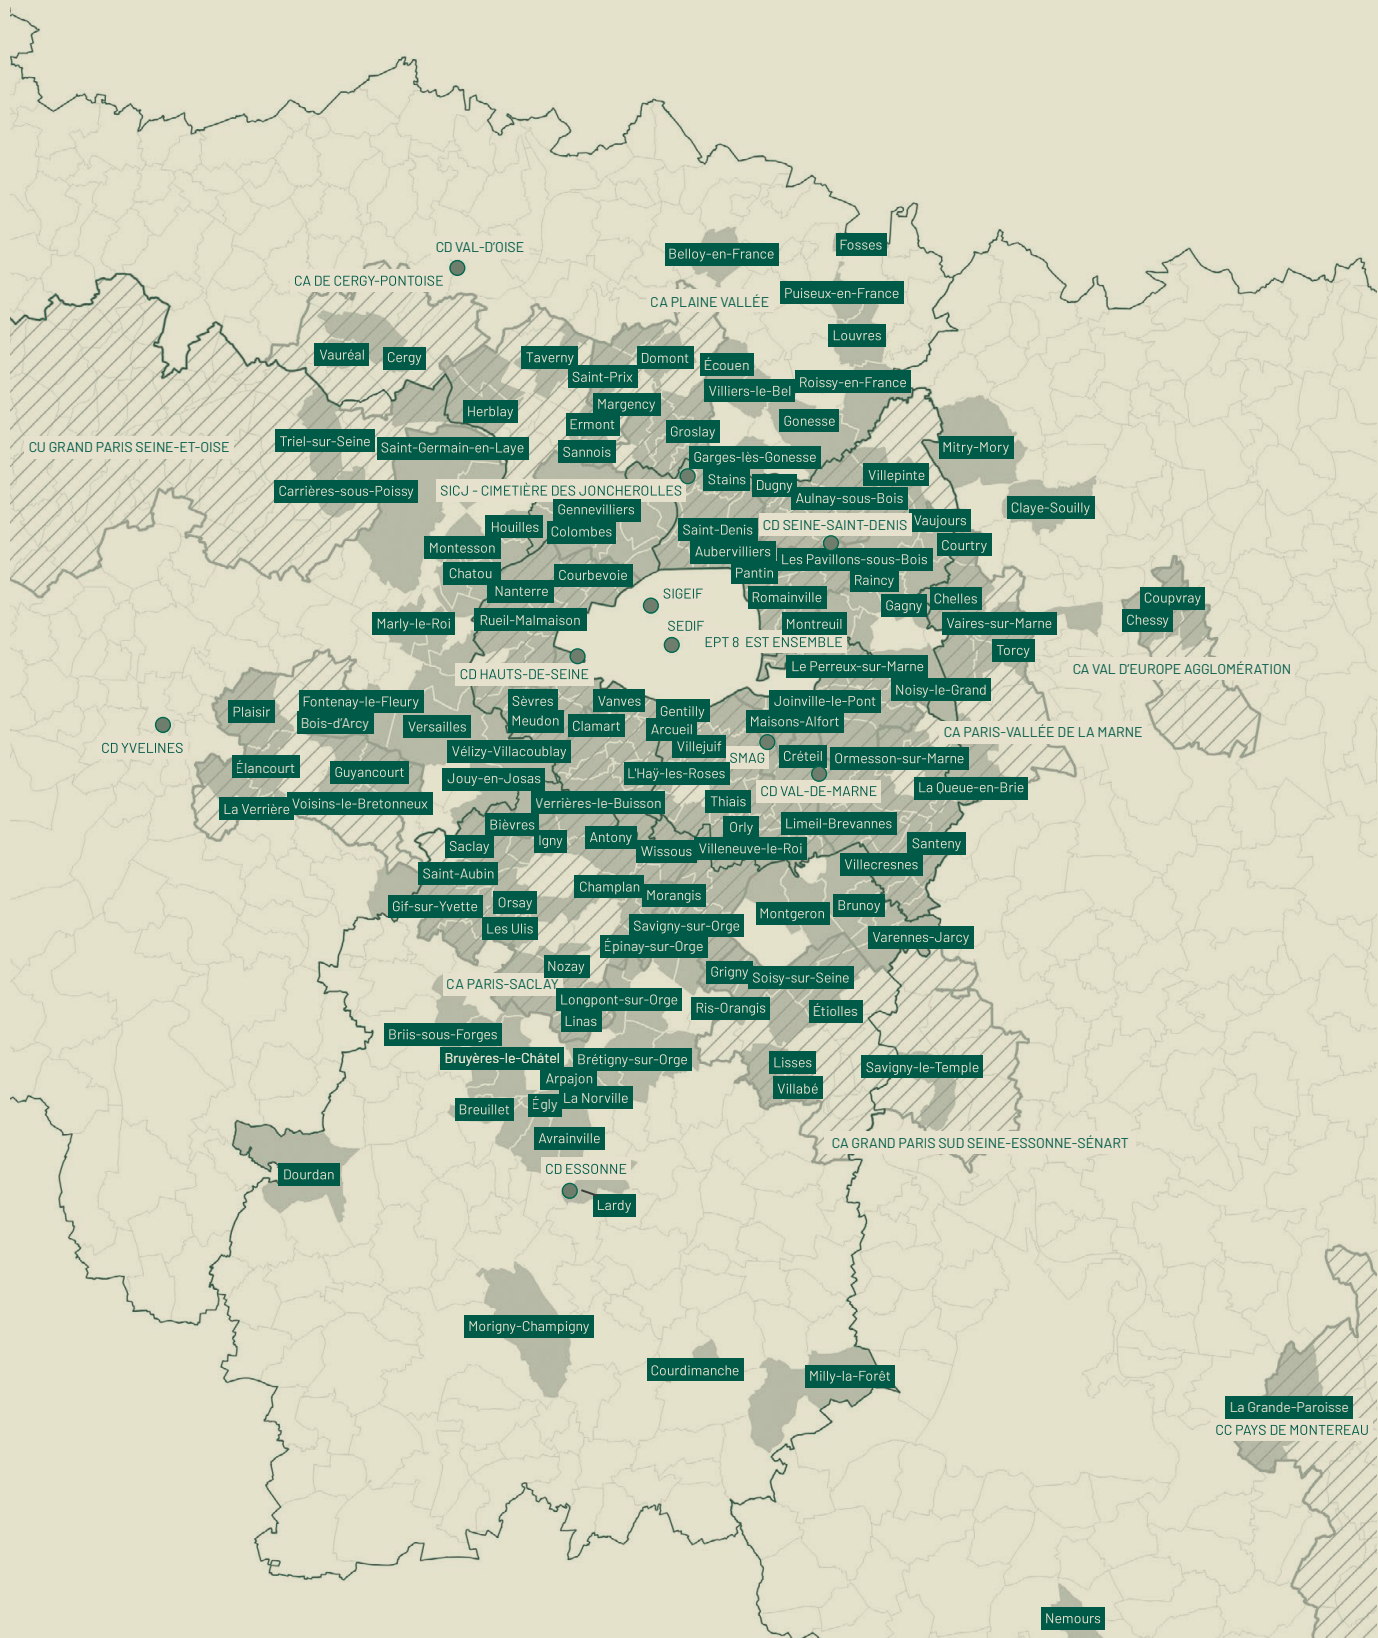 Fosses
CD VAL-D'OISE
Belloy-en-France
CA DE CERGY-PONTOISE
Puiseux-en-France
CA PLAINE VALLÉE
Louvres
Vauréal
Cergy
Taverny
Domont
Écouen
Saint-Prix
Roissy-en-France
Villiers-le-Bel
Margency
Herblay
Gonesse
Ermont
Groslay
Triel-sur-Seine
CU GRAND PARIS SEINE-ET-OISE
Saint-Germain-en-Laye
Mitry-Mory
Sannois
Garges-lès-Gonesse
Villepinte
Stains
Dugny
Carrières-sous-Poissy
SICJ - CIMETIÈRE DES JONCHEROLLES
Aulnay-sous-Bois
Claye-Souilly
Gennevilliers
Vaujours
Houilles
CD SEINE-SAINT-DENIS
Colombes
Saint-Denis
Courtry
Montesson
Aubervilliers
Les Pavillons-sous-Bois
Chatou
Courbevoie
Pantin
Raincy
Nanterre
SIGEIF
Romainville
Chelles
Coupvray
Gagny
Rueil-Malmaison
Chessy
Marly-le-Roi
SEDIF
Montreuil
Vaires-sur-Marne
EPT 8 EST ENSEMBLE
Torcy
Le Perreux-sur-Marne
CA VAL D'EUROPE AGGLOMÉRATION
CD HAUTS-DE-SEINE
Noisy-le-Grand
Fontenay-le-Fleury
Sèvres
Vanves
Joinville-le-Pont
Plaisir
Gentilly
Bois-d'Arcy
Meudon
Maisons-Alfort
Versailles
Clamart
Arcueil
CA PARIS-VALLÉE DE LA MARNE
CD YVELINES
Villejuif
Vélizy-Villacoublay
SMAG
Créteil
Ormesson-sur-Marne
Élancourt
Guyancourt
L'Haÿ-les-Roses
Jouy-en-Josas
La Queue-en-Brie
CD VAL-DE-MARNE
Voisins-le-Bretonneux
Verrières-le-Buisson
Thiais
La Verrière
Bièvres
Limeil-Brevannes
Orly
Antony
Igny
Santeny
Saclay
Wissous
Villeneuve-le-Roi
Villecresnes
Saint-Aubin
Champlan
Morangis
Orsay
Gif-sur-Yvette
Brunoy
Montgeron
Les Ulis
Savigny-sur-Orge
Varennes-Jarcy
Épinay-sur-Orge
Nozay
Grigny
Soisy-sur-Seine
CA PARIS-SACLAY
Longpont-sur-Orge
Ris-Orangis
Étiolles
Linas
Briis-sous-Forges
Bruyères-le-Châtel
Brétigny-sur-Orge
Lisses
Savigny-le-Temple
Arpajon
Villabé
La Norville
Égly
Breuillet
Avrainville
CA GRAND PARIS SUD SEINE-ESSONNE-SÉNART
CD ESSONNE
Dourdan
Lardy
Morigny-Champigny
Courdimanche
Milly-la-Forêt
La Grande-Paroisse
CC PAYS DE MONTEREAU
Nemours